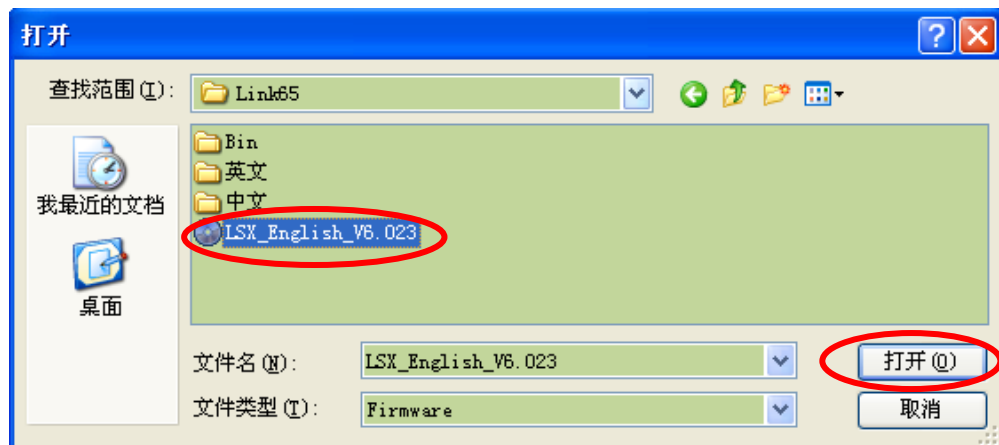 打开
查找范围(I):
Link65
Bin
英文
中文
LSX_English_V6.023
我最近的文档
桌面
文件名(N):
LSX_English_V6.023
打开(O)
文件类型(T):
Firmware
取消